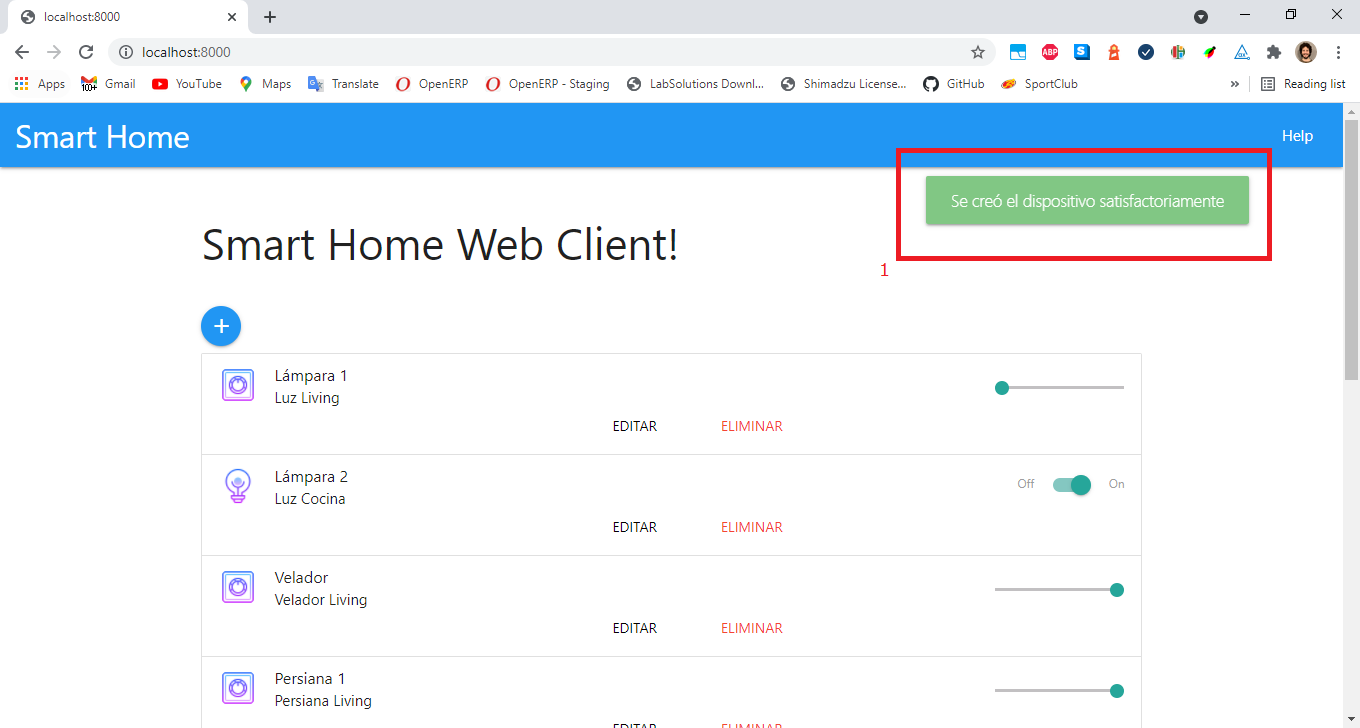 localhost:8000
localhost:8000
ABP
S
Apps
100+
Gmail
YouTube
Maps
Translate
OpenERP
OpenERP - Staging
LabSolutions Downl...
Shimadzu License...
GitHub
SportClub
»
Reading list
Smart Home
Help
Se creó el dispositivo satisfactoriamente
1
Smart Home Web Client!
+
Lámpara 1
Luz Living
EDITAR
ELIMINAR
Lámpara 2
Luz Cocina
Off
On
EDITAR
ELIMINAR
Velador
Velador Living
EDITAR
ELIMINAR
Persiana 1
Persiana Living
EDITAR
ELIMINAR